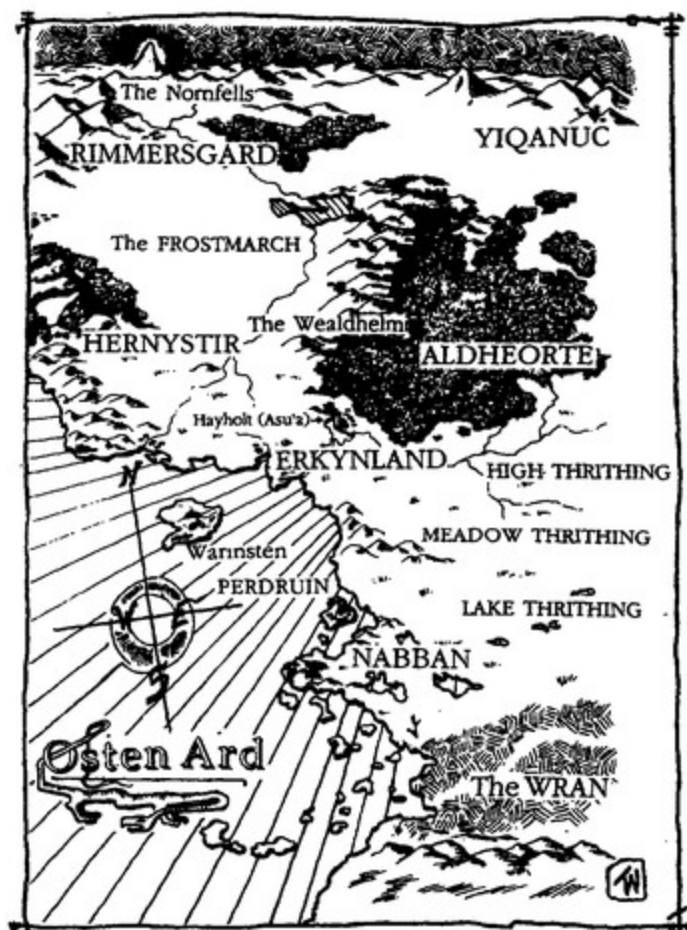 The Nornfells
RIMMERSGARD
YIQANUC
The FROSTMARCH
The Wealdhelm
HERNYSTIR
ALDHEORTE
Hayholt (Asu'a)
ERKYNLAND
HIGH THRITHING
N
MEADOW THRITHING
Warinsten
PERDRUIN
LAKE THRITHING
NABBAN
S
Osten Ard
The WRAN
TW